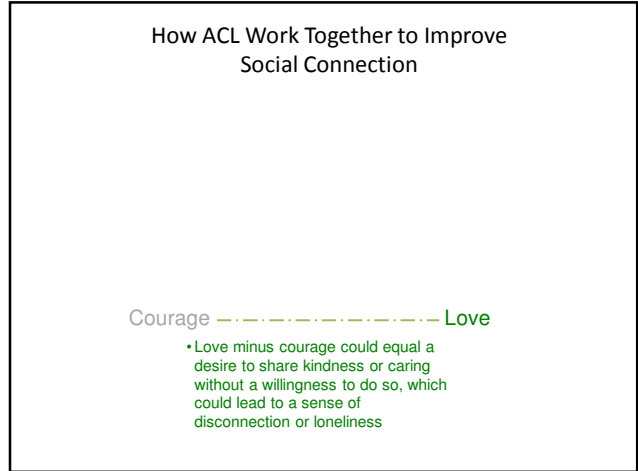 How ACL Work Together to Improve
Social Connection
Courage Love
• Love minus courage could equal a
desire to share kindness or caring
without a willingness to do so, which
could lead to a sense of
disconnection or loneliness